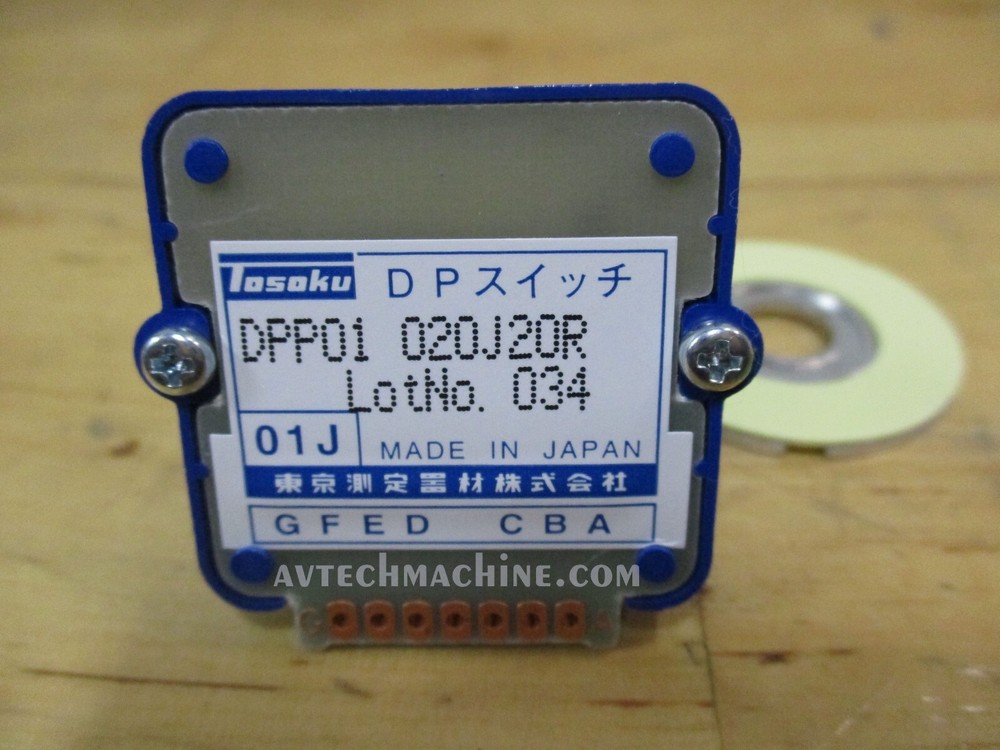 Tosoku DPスイッチ
DPP01 020J20R
LotNo. 034
01J MADE IN JAPAN
東京測定器材株式会社
GFED CBA
AVTECHMACHINE.COM
G A